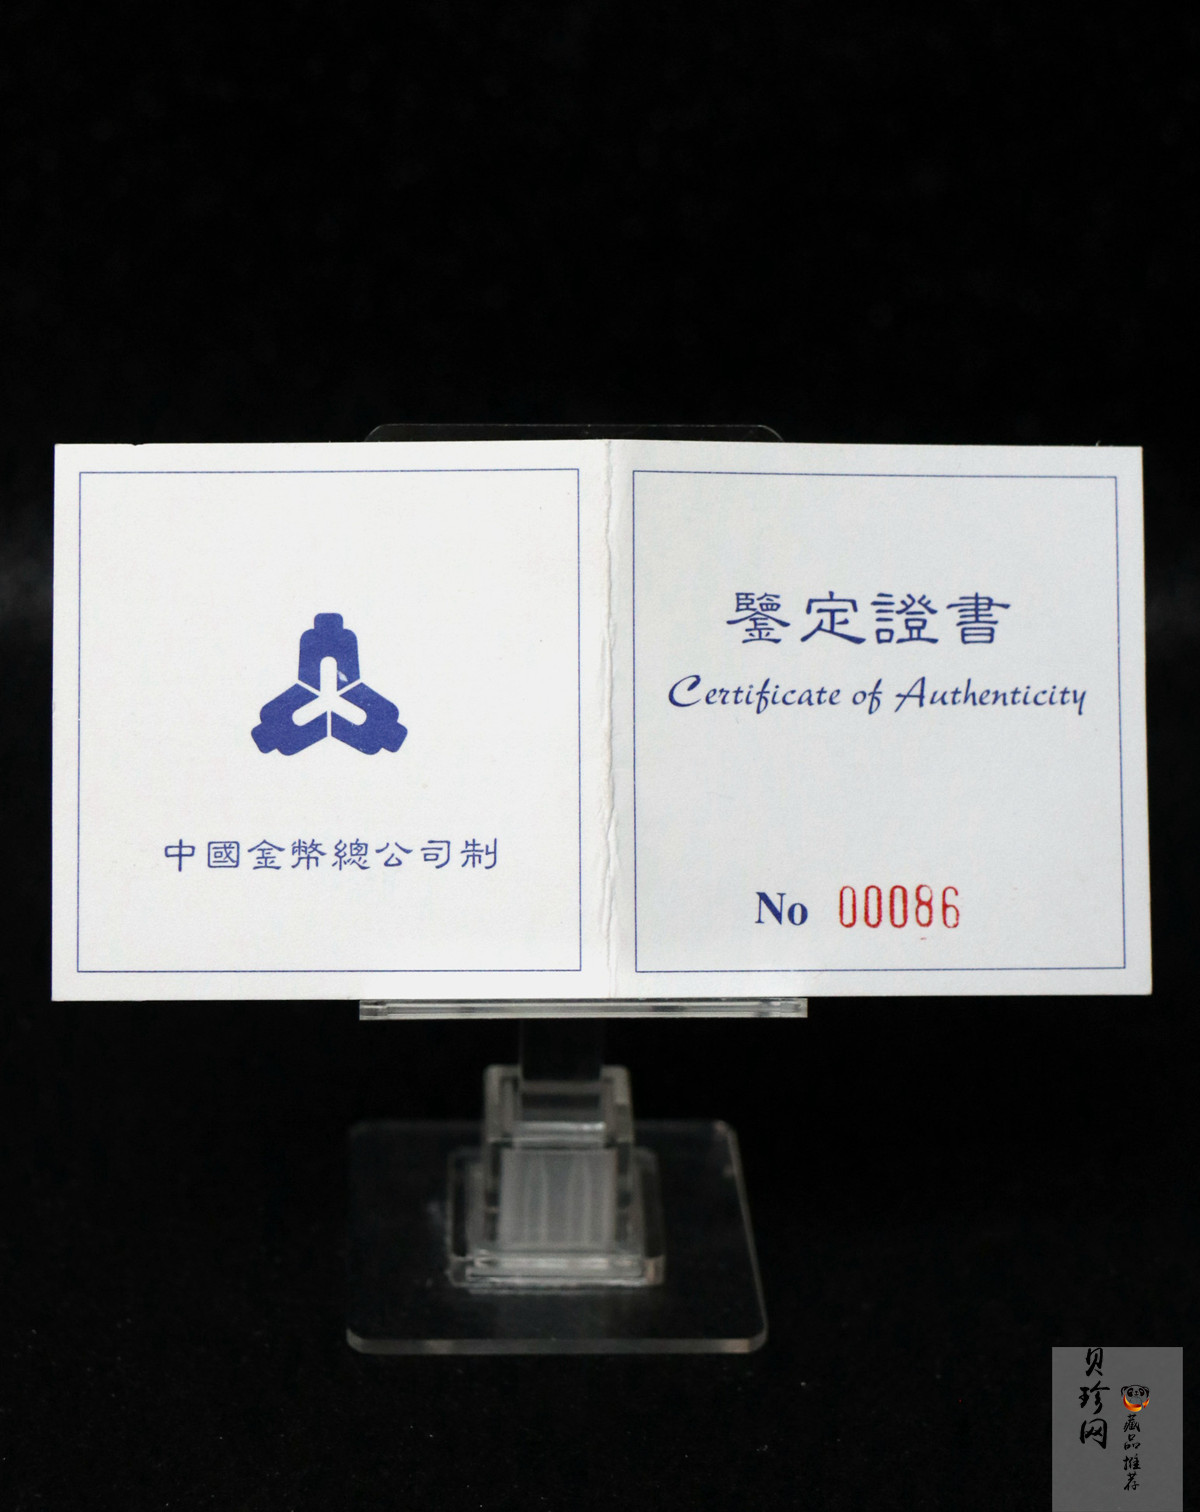 中國金幣總公司制
鑒定證書
Certificate of Authenticity
No 00086
贝珍网
藏品推荐